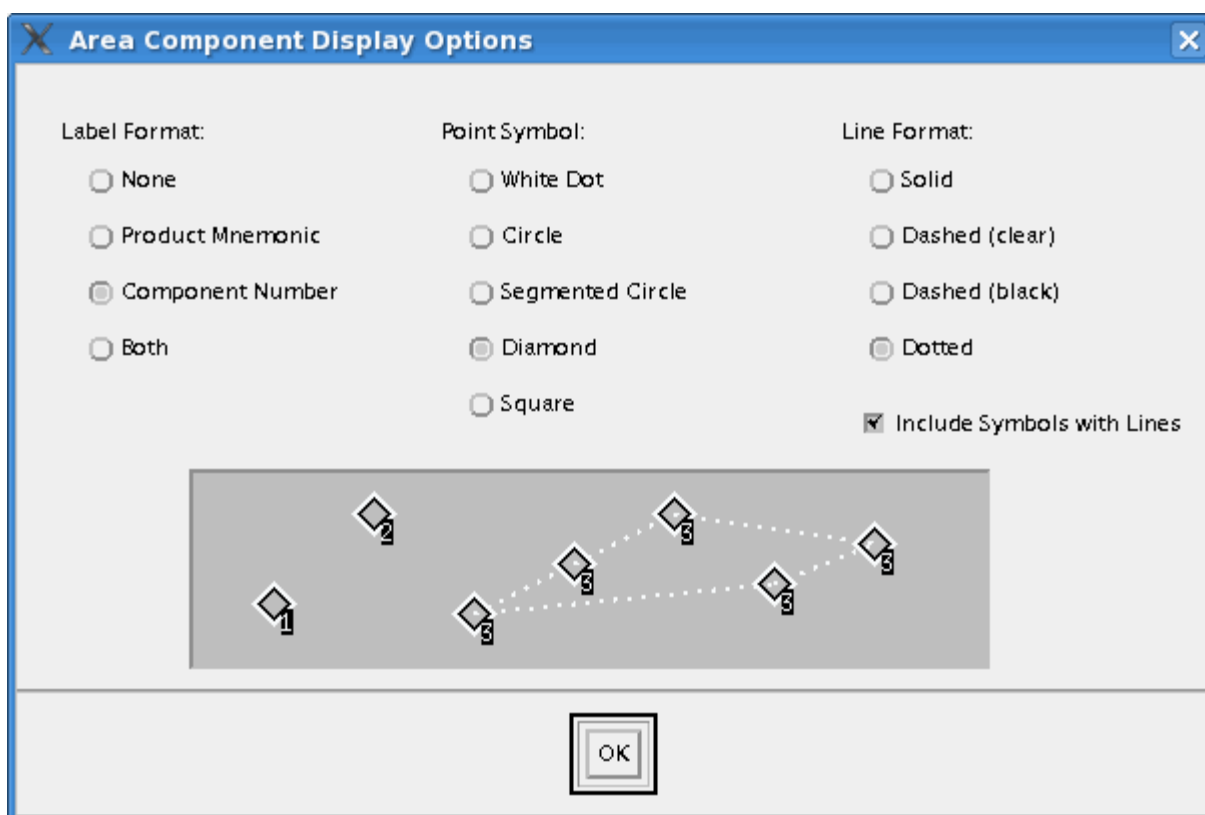 Area Component Display Options
Label Format:
None
Product Mnemonic
Component Number
Both
Point Symbol:
White Dot
Circle
Segmented Circle
Diamond
Square
Line Format:
Solid
Dashed (clear)
Dashed (black)
Dotted
Include Symbols with Lines
2
3
3
3
3
1
3
OK